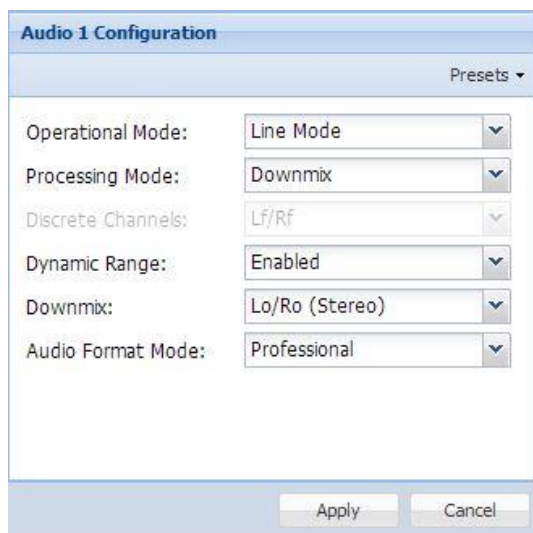 Audio 1 Configuration
Presets
Operational Mode: Line Mode
Processing Mode: Downmix
Discrete Channels: Lf/Rf
Dynamic Range: Enabled
Downmix: Lo/Ro (Stereo)
Audio Format Mode: Professional
Apply Cancel